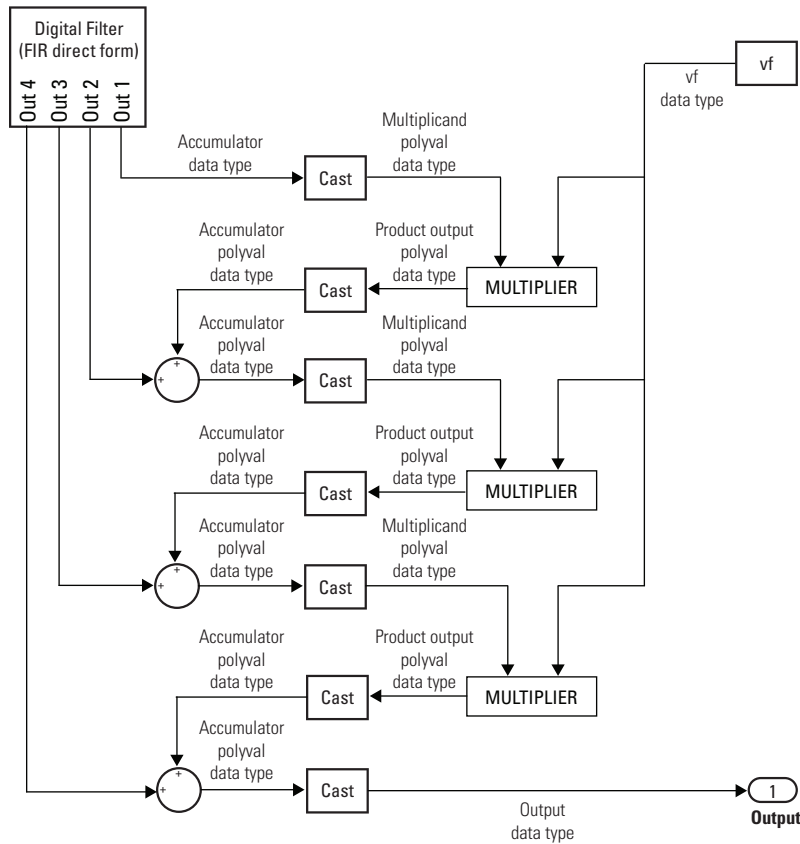 Digital Filter
(FIR direct form)
Out 4
Out 3
Out 2
Out 1
vf
vf
data type
Accumulator
data type
Cast
Multiplicand
polyval
data type
Accumulator
polyval
data type
Cast
Product output
polyval
data type
MULTIPLIER
+
+
Accumulator
polyval
data type
Cast
Multiplicand
polyval
data type
Accumulator
polyval
data type
Cast
Product output
polyval
data type
MULTIPLIER
+
+
Accumulator
polyval
data type
Cast
Multiplicand
polyval
data type
Accumulator
polyval
data type
Cast
Product output
polyval
data type
MULTIPLIER
+
+
Accumulator
polyval
data type
Cast
Output
data type
1
Output